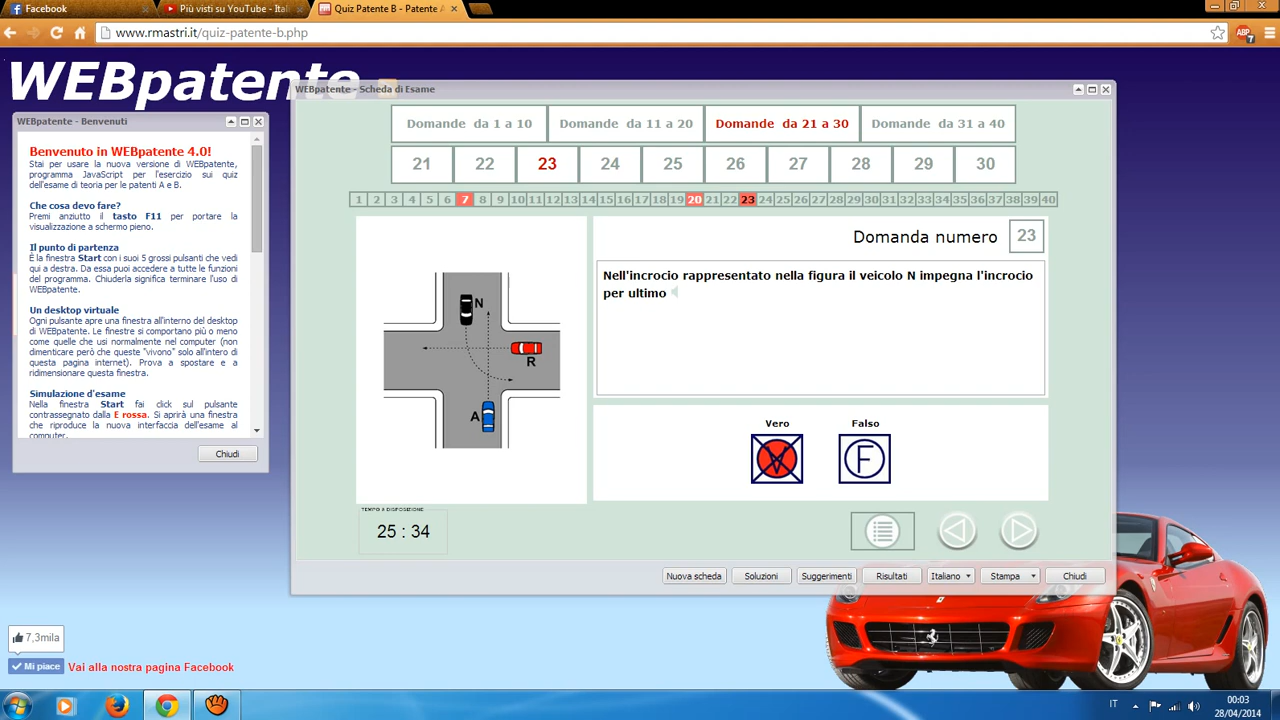 Facebook
Più visti su YouTube - Itali
Quiz Patente B - Patente A
www.rmastri.it/quiz-patente-b.php
ABP
7
WEBpatente
WEBpatente - Benvenuti
Benvenuto in WEBpatente 4.0!
Stai per usare la nuova versione di WEBpatente,
programma JavaScript per l'esercizio sui quiz
dell'esame di teoria per le patenti A e B.
Che cosa devo fare?
Premi anzitutto il tasto F11 per portare la
visualizzazione a schermo pieno.
Il punto di partenza
È la finestra Start con i suoi 5 grossi pulsanti che vedi
qui a destra. Da essa puoi accedere a tutte le funzioni
del programma. Chiuderla significa terminare l'uso di
WEBpatente.
Un desktop virtuale
Ogni pulsante apre una finestra all'interno del desktop
di WEBpatente. Le finestre si comportano più o meno
come quelle che usi normalmente nel computer (non
dimenticare però che queste "vivono" solo all'intero di
questa pagina internet). Prova a spostare e a
ridimensionare questa finestra.
Simulazione d'esame
Nella finestra Start fai click sul pulsante
contrassegnato dalla E rossa. Si aprirà una finestra
che riproduce la nuova interfaccia dell'esame al
computer.
Chiudi
WEBpatente - Scheda di Esame
Domande da 1 a 10 Domande da 11 a 20 Domande da 21 a 30 Domande da 31 a 40
21 22 23 24 25 26 27 28 29 30
1 2 3 4 5 6 7 8 9 10 11 12 13 14 15 16 17 18 19 20 21 22 23 24 25 26 27 28 29 30 31 32 33 34 35 36 37 38 39 40
N
R
A
Domanda numero 23
Nell'incrocio rappresentato nella figura il veicolo N impegna l'incrocio
per ultimo
Vero Falso
V F
TEMPO A DISPOSIZIONE
25 : 34
Nuova scheda Soluzioni Suggerimenti Risultati Italiano Stampa Chiudi
7,3mila
Mi piace Vai alla nostra pagina Facebook
IT
00:03
28/04/2014